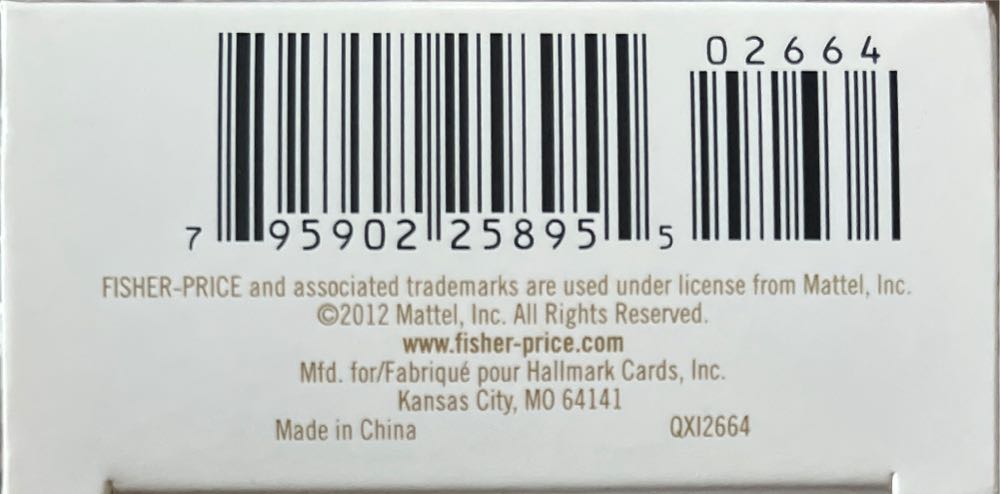 02664
7 95902 25895 5
FISHER-PRICE and associated trademarks are used under license from Mattel, Inc.
©2012 Mattel, Inc. All Rights Reserved.
www.fisher-price.com
Mfd. for/Fabriqué pour Hallmark Cards, Inc.
Kansas City, MO 64141
Made in China QXI2664